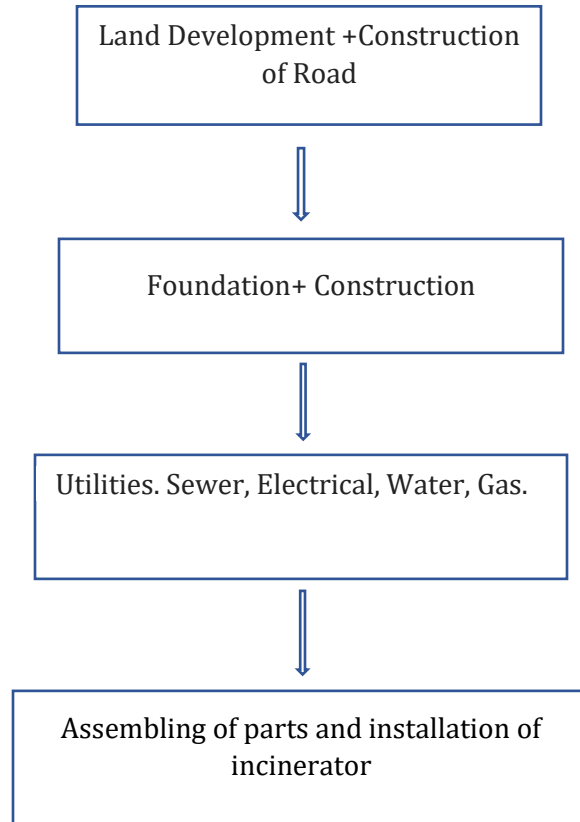 Land Development +Construction
of Road
Foundation+ Construction
Utilities. Sewer, Electrical, Water, Gas.
Assembling of parts and installation of
incinerator